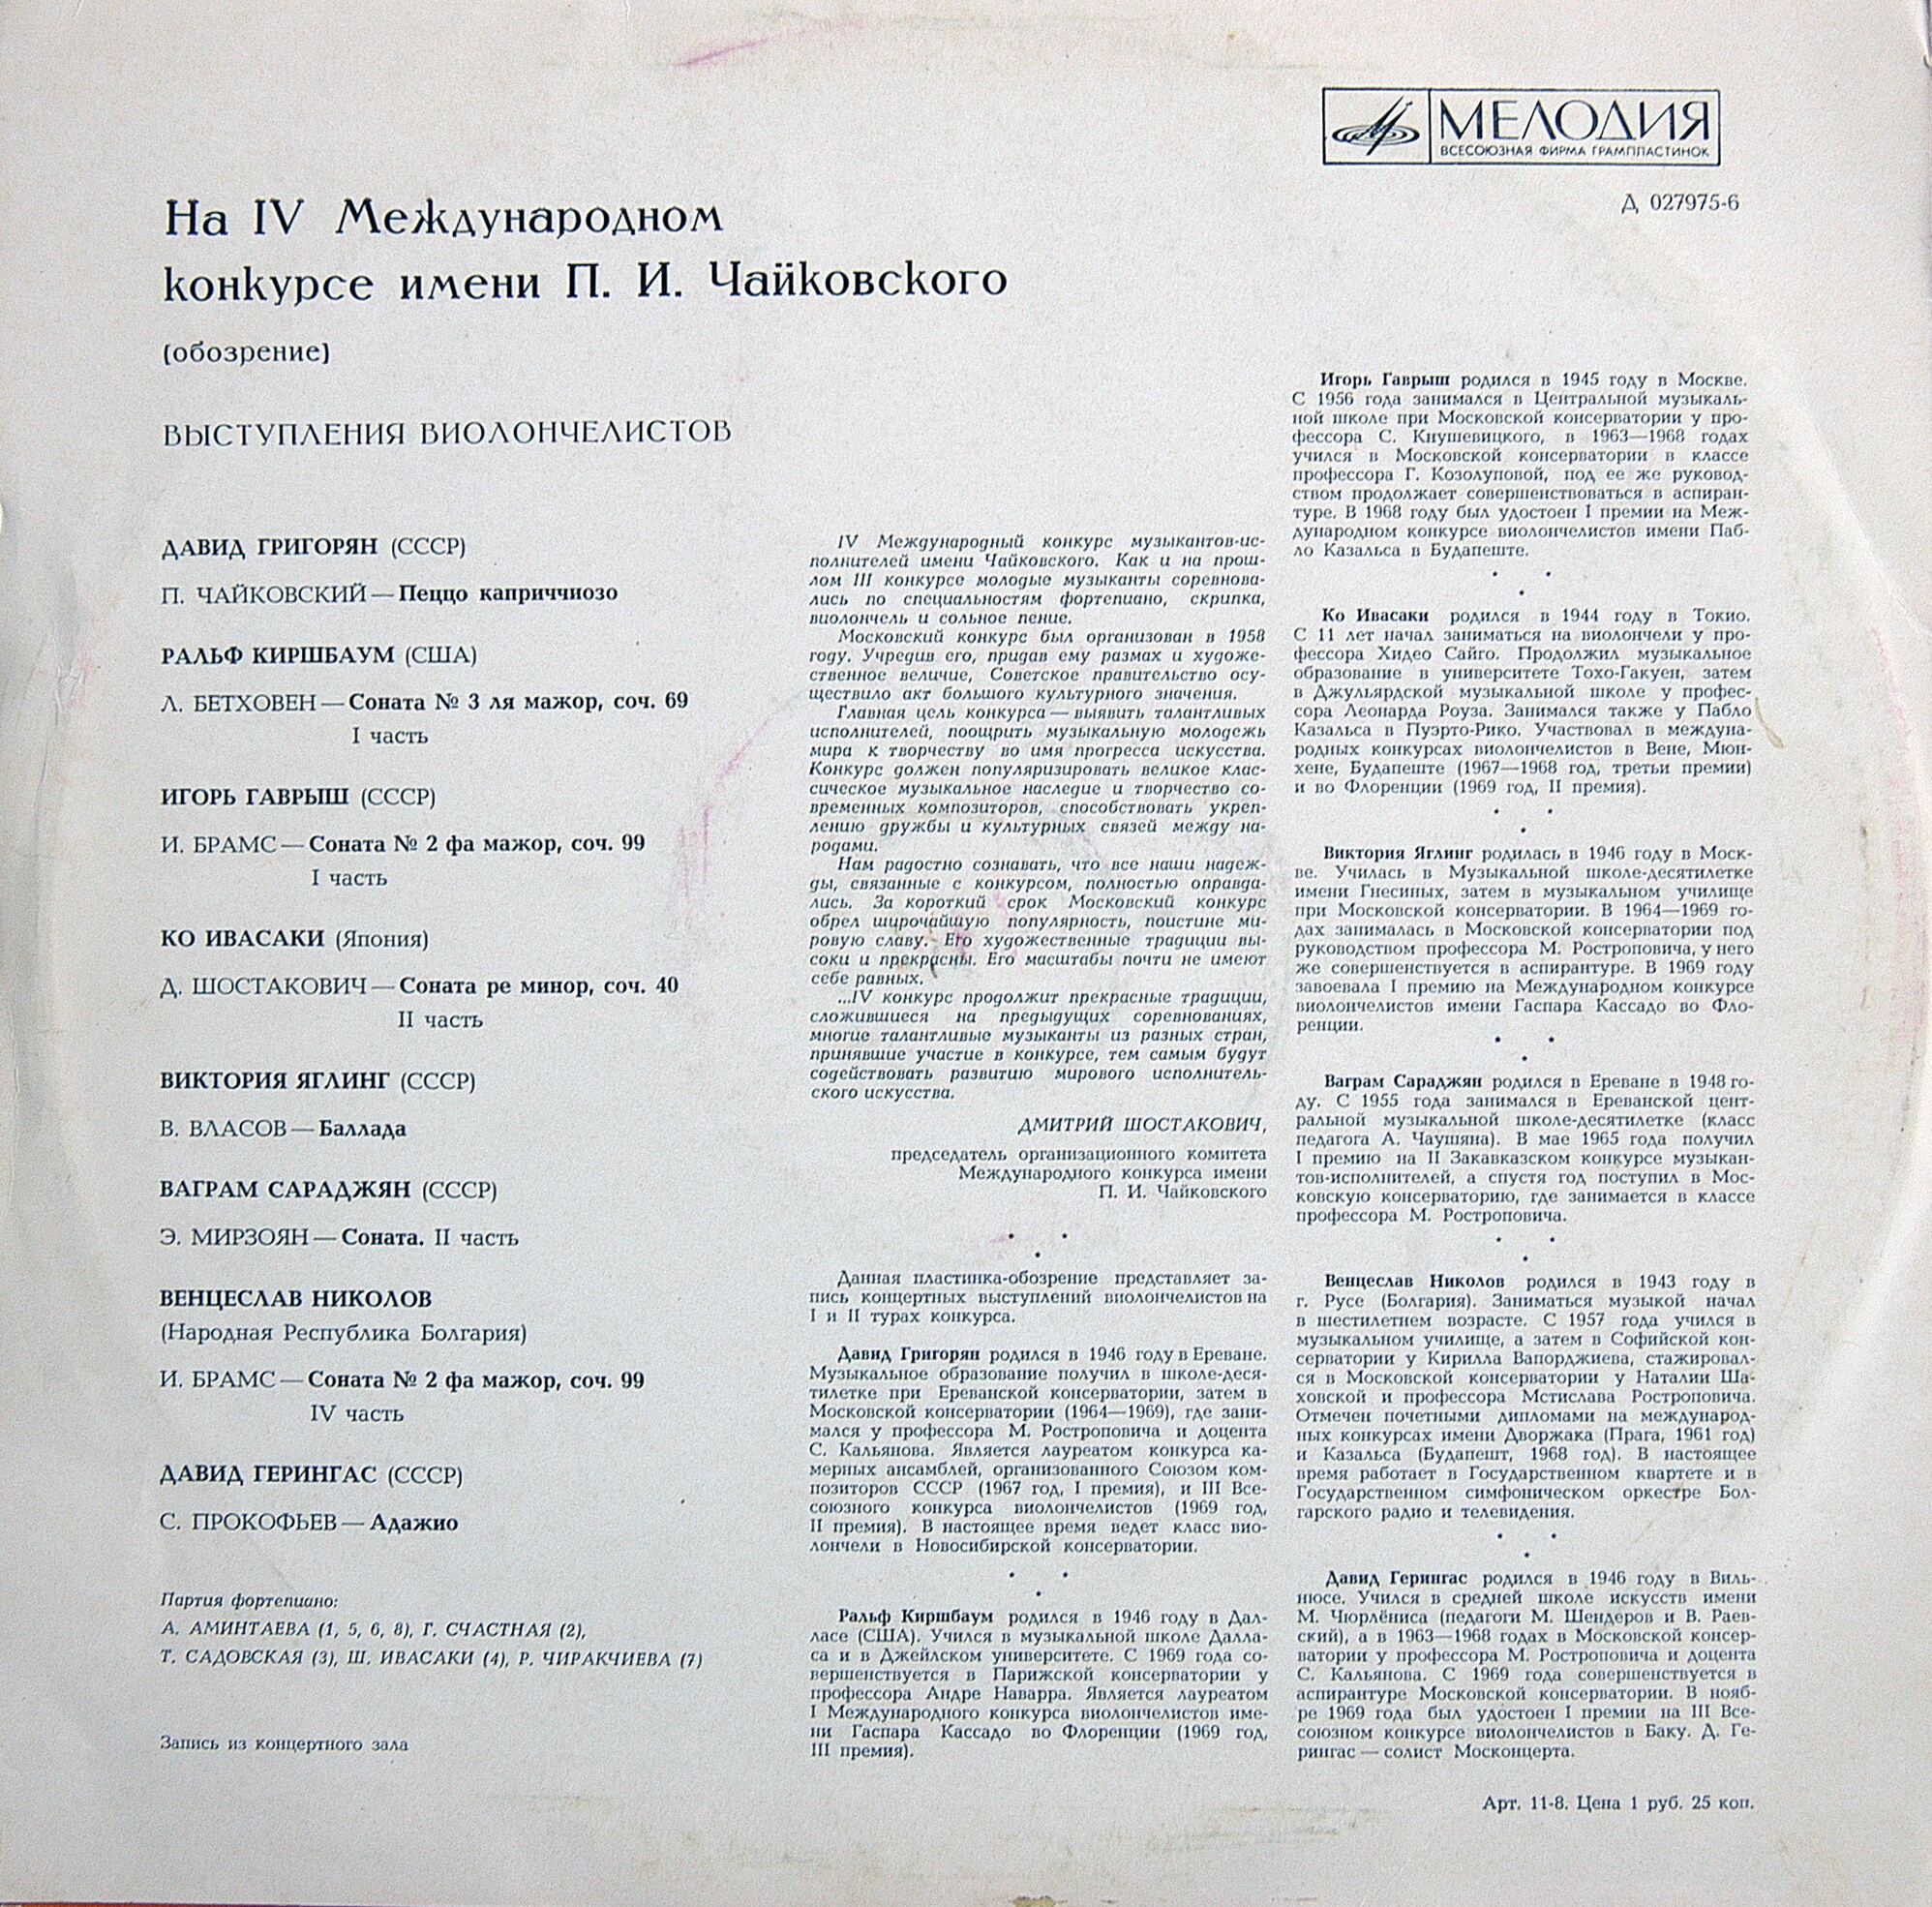 МЕЛОДИЯ
ВСЕСОЮЗНАЯ ФИРМА ГРАМПЛАСТИНОК
Д 027975-6
На IV Международном
конкурсе имени П. И. Чайковского
(обозрение)
ВЫСТУПЛЕНИЯ ВИОЛОНЧЕЛИСТОВ
ДАВИД ГРИГОРЯН (СССР)
П. ЧАЙКОВСКИЙ — Пеццо каприччиозо
РАЛЬФ КИРШБАУМ (США)
Л. БЕТХОВЕН — Соната № 3 ля мажор, соч. 69
I часть
ИГОРЬ ГАВРЫШ (СССР)
И. БРАМС — Соната № 2 фа мажор, соч. 99
I часть
КО ИВАСАКИ (Япония)
Д. ШОСТАКОВИЧ — Соната ре минор, соч. 40
II часть
ВИКТОРИЯ ЯГЛИНГ (СССР)
В. ВЛАСОВ — Баллада
ВАГРАМ САРАДЖЯН (СССР)
Э. МИРЗОЯН — Соната. II часть
ВЕНЦЕСЛАВ НИКОЛОВ
(Народная Республика Болгария)
И. БРАМС — Соната № 2 фа мажор, соч. 99
IV часть
ДАВИД ГЕРИНГАС (СССР)
С. ПРОКОФЬЕВ — Адажио
Партия фортепиано:
А. АМИНТАЕВА (1, 5, 6, 8), Г. СЧАСТНАЯ (2),
Т. САДОВСКАЯ (3), Ш. ИВАСАКИ (4), Р. ЧИРАКЧИЕВА (7)
Запись из концертного зала
IV Международный конкурс музыкантов-ис-
полнителей имени Чайковского. Как и на прош-
лом III конкурсе молодые музыканты соревнова-
лись по специальностям фортепиано, скрипка,
виолончель и сольное пение.
Московский конкурс был организован в 1958
году. Учредив его, придав ему размах и художе-
ственное величие, Советское правительство осу-
ществило акт большого культурного значения.
Главная цель конкурса — выявить талантливых
исполнителей, поощрить музыкальную молодежь
мира к творчеству во имя прогресса искусства.
Конкурс должен популяризировать великое клас-
сическое музыкальное наследие и творчество со-
временных композиторов, способствовать укреп-
лению дружбы и культурных связей между на-
родами.
Нам радостно сознавать, что все наши надеж-
ды, связанные с конкурсом, полностью оправда-
лись. За короткий срок Московский конкурс
обрел широчайшую популярность, поистине ми-
ровую славу. Его художественные традиции вы-
соки и прекрасны. Его масштабы почти не имеют
себе равных.
...IV конкурс продолжит прекрасные традиции,
сложившиеся на предыдущих соревнованиях,
многие талантливые музыканты из разных стран,
принявшие участие в конкурсе, тем самым будут
содействовать развитию мирового исполнитель-
ского искусства.
ДМИТРИЙ ШОСТАКОВИЧ,
председатель организационного комитета
Международного конкурса имени
П. И. Чайковского
Данная пластинка-обозрение представляет за-
пись концертных выступлений виолончелистов на
I и II турах конкурса.
Давид Григорян родился в 1946 году в Ереване.
Музыкальное образование получил в школе-деся-
тилетке при Ереванской консерватории, затем в
Московской консерватории (1964—1969), где зани-
мался у профессора М. Ростроповича и доцента
С. Кальянова. Является лауреатом конкурса ка-
мерных ансамблей, организованного Союзом ком-
позиторов СССР (1967 год, I премия), и III Все-
союзного конкурса виолончелистов (1969 год,
II премия). В настоящее время ведет класс вио-
лончели в Новосибирской консерватории.
Ральф Киршбаум родился в 1946 году в Дал-
ласе (США). Учился в музыкальной школе Далла-
са и в Джейлском университете. С 1969 года со-
вершенствуется в Парижской консерватории у
профессора Андре Наварра. Является лауреатом
I Международного конкурса виолончелистов име-
ни Гаспара Кассадо во Флоренции (1969 год,
III премия).
Игорь Гаврыш родился в 1945 году в Москве.
С 1956 года занимался в Центральной музыкаль-
ной школе при Московской консерватории у про-
фессора С. Кнушевицкого, в 1963—1968 годах
учился в Московской консерватории в классе
профессора Г. Козолуповой, под ее же руковод-
ством продолжает совершенствоваться в аспиран-
туре. В 1968 году был удостоен I премии на Меж-
дународном конкурсе виолончелистов имени Паб-
ло Казальса в Будапеште.
Ко Ивасаки родился в 1944 году в Токио.
С 11 лет начал заниматься на виолончели у про-
фессора Хидео Сайго. Продолжил музыкальное
образование в университете Тохо-Гакуен, затем
в Джульярдской музыкальной школе у профес-
сора Леонарда Роуза. Занимался также у Пабло
Казальса в Пуэрто-Рико. Участвовал в междуна-
родных конкурсах виолончелистов в Вене, Мюн-
хене, Будапеште (1967—1968 год, третьи премии)
и во Флоренции (1969 год, II премия).
Виктория Яглинг родилась в 1946 году в Моск-
ве. Училась в Музыкальной школе-десятилетке
имени Гнесиных, затем в музыкальном училище
при Московской консерватории. В 1964—1969 го-
дах занималась в Московской консерватории под
руководством профессора М. Ростроповича, у него
же совершенствуется в аспирантуре. В 1969 году
завоевала I премию на Международном конкурсе
виолончелистов имени Гаспара Кассадо во Фло-
ренции.
Ваграм Сараджян родился в Ереване в 1948 го-
ду. С 1955 года занимался в Ереванской цент-
ральной музыкальной школе-десятилетке (класс
педагога А. Чаушяна). В мае 1965 года получил
I премию на II Закавказском конкурсе музыкан-
тов-исполнителей, а спустя год поступил в Мос-
ковскую консерваторию, где занимается в классе
профессора М. Ростроповича.
Венцеслав Николов родился в 1943 году в
г. Русе (Болгария). Заниматься музыкой начал
в шестилетнем возрасте. С 1957 года учился в
музыкальном училище, а затем в Софийской кон-
серватории у Кирилла Вапорджиева, стажировал-
ся в Московской консерватории у Наталии Ша-
ховской и профессора Мстислава Ростроповича.
Отмечен почетными дипломами на международ-
ных конкурсах имени Дворжака (Прага, 1961 год)
и Казальса (Будапешт, 1968 год). В настоящее
время работает в Государственном квартете и в
Государственном симфоническом оркестре Бол-
гарского радио и телевидения.
Давид Герингас родился в 1946 году в Виль-
нюсе. Учился в средней школе искусств имени
М. Чюрлёниса (педагоги М. Шендеров и В. Раев-
ский), а в 1963—1968 годах в Московской консер-
ватории у профессора М. Ростроповича и доцента
С. Кальянова. С 1969 года совершенствуется в
аспирантуре Московской консерватории. В нояб-
ре 1969 года был удостоен I премии на III Все-
союзном конкурсе виолончелистов в Баку. Д. Ге-
рингас — солист Москонцерта.
Арт. 11-8. Цена 1 руб. 25 коп.